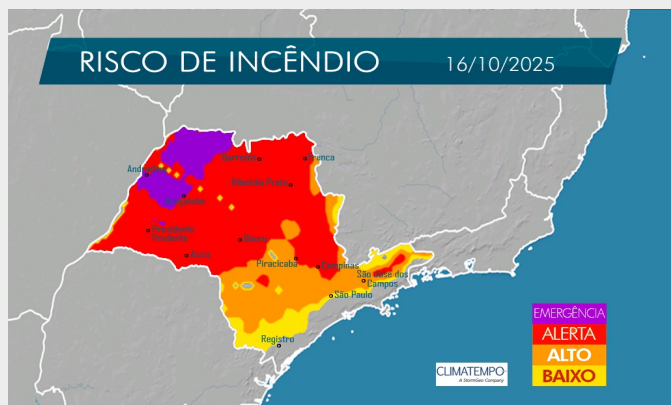 RISCO DE INCÊNDIO
16/10/2025
Barretos
Franca
Andradina
Ribeirão Preto
Araçatuba
Presidente
Prudente
Bauru
Assis
Piracicaba
Campinas
São José dos
Campos
São Paulo
Registro
EMERGÊNCIA
ALERTA
ALTO
BAIXO
CLIMATEMPO
A StormGeo Company